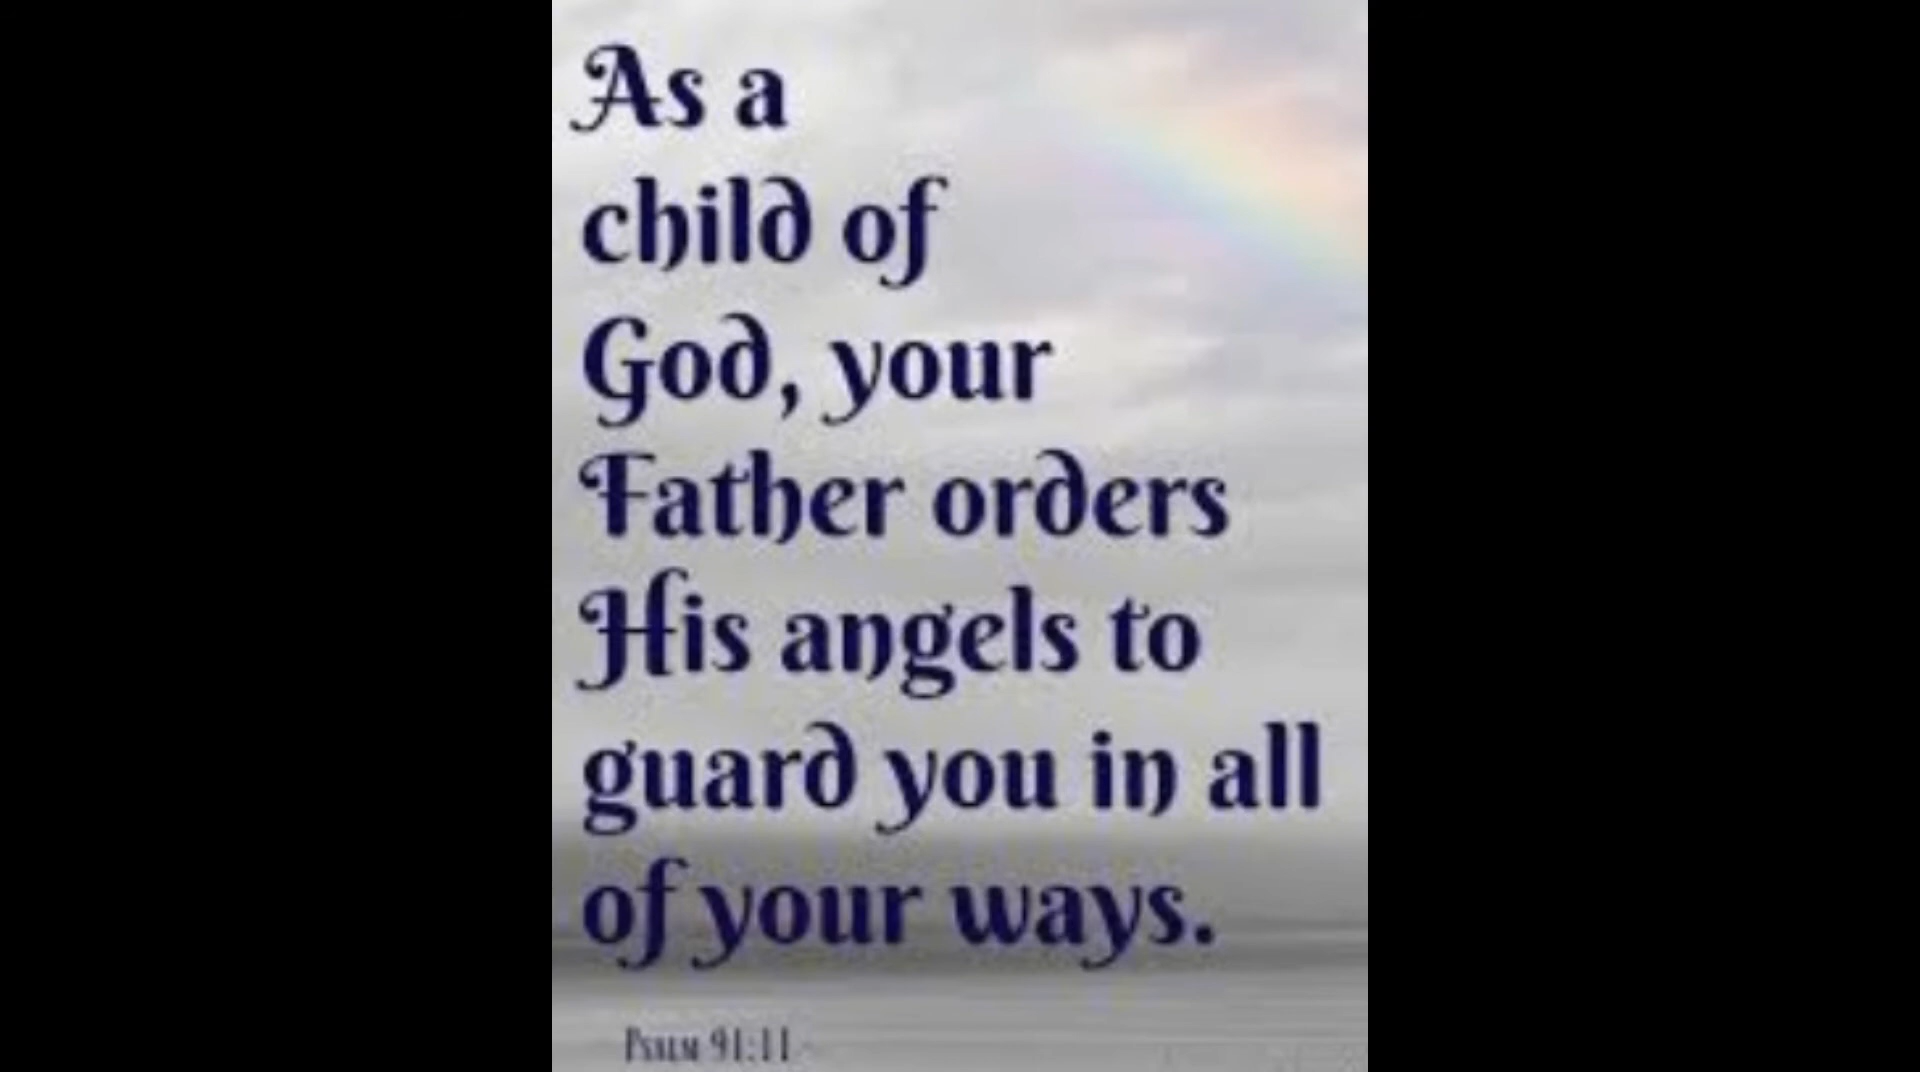 As a
child of
God, your
Father orders
His angels to
guard you in all
of your ways.
Psalm 91:11